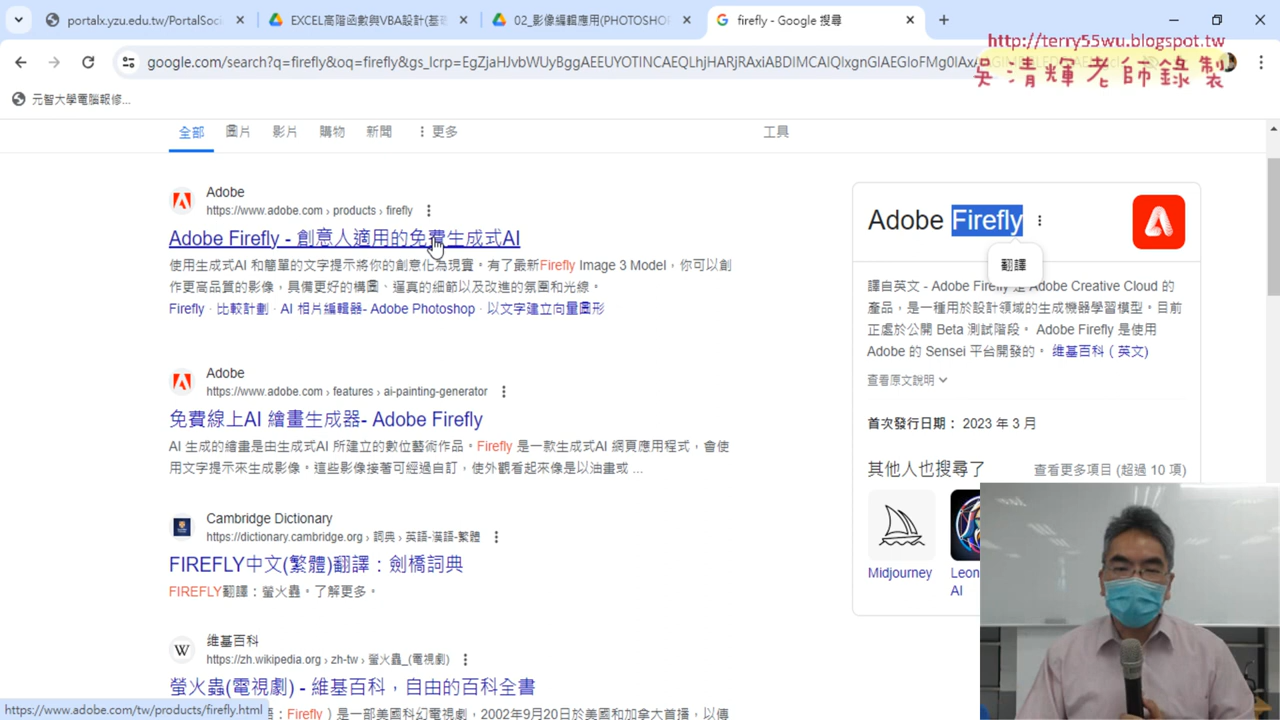 portalx.yzu.edu.tw/PortalSoci
EXCEL高階函數與VBA設計(基
02_影像編輯應用(PHOTOSHO
firefly - Google 搜尋
http://terry55wu.blogspot.tw
吳清輝老師錄製
元智大學電腦報修...
全部
圖片
影片
購物
新聞
更多
工具
Adobe
https://www.adobe.com › products › firefly
Adobe Firefly - 創意人適用的免費生成式AI
使用生成式AI 和簡單的文字提示將你的創意化為現實。有了最新Firefly Image 3 Model，你可以創
作更高品質的影像，具備更好的構圖、逼真的細節以及改進的氛圍和光線。
Firefly · 比較計劃 · AI 相片編輯器- Adobe Photoshop · 以文字建立向量圖形
Adobe
https://www.adobe.com › features › ai-painting-generator
免費線上AI 繪畫生成器- Adobe Firefly
AI 生成的繪畫是由生成式AI 所建立的數位藝術作品。Firefly 是一款生成式AI 網頁應用程式，會使
用文字提示來生成影像。這些影像接著可經過自訂，使外觀看起來像是以油畫或 ...
Cambridge Dictionary
https://dictionary.cambridge.org › 詞典 › 英語-漢語-繁體
FIREFLY中文(繁體)翻譯：劍橋詞典
FIREFLY翻譯：螢火蟲。了解更多。
維基百科
https://zh.wikipedia.org › zh-tw › 螢火蟲_(電視劇)
螢火蟲(電視劇) - 維基百科，自由的百科全書
Firefly ）是一部美國科幻電視劇，2002年9月20日於美國和加拿大首播，以傳
https://www.adobe.com/tw/products/firefly.html
Adobe Firefly
翻譯
譯自英文 - Adobe Firefly 是 Adobe Creative Cloud 的
產品，是一種用於設計領域的生成機器學習模型。目前
正處於公開 Beta 測試階段。 Adobe Firefly 是使用
Adobe 的 Sensei 平台開發的。 維基百科（英文）
查看原文說明
首次發行日期： 2023 年 3 月
其他人也搜尋了
查看更多項目 (超過 10 項)
Midjourney
Leon
AI